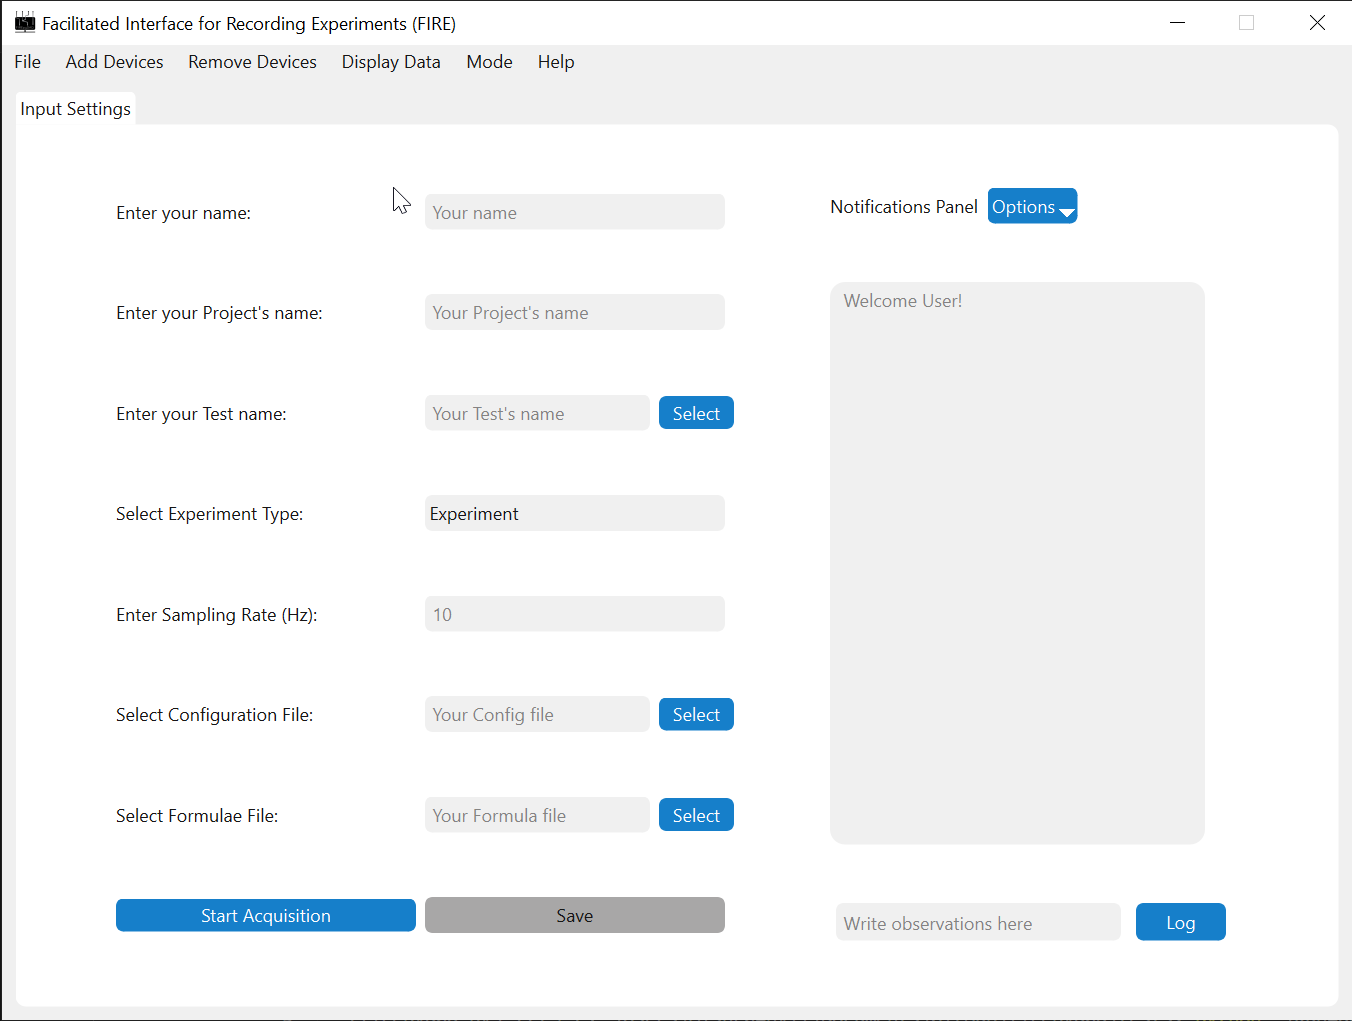 Facilitated Interface for Recording Experiments (FIRE)
File Add Devices Remove Devices Display Data Mode Help
Input Settings
Enter your name: Your name
Notifications Panel Options
Enter your Project's name: Your Project's name
Welcome User!
Enter your Test name: Your Test's name Select
Select Experiment Type: Experiment
Enter Sampling Rate (Hz): 10
Select Configuration File: Your Config file Select
Select Formulae File: Your Formula file Select
Start Acquisition Save
Write observations here Log